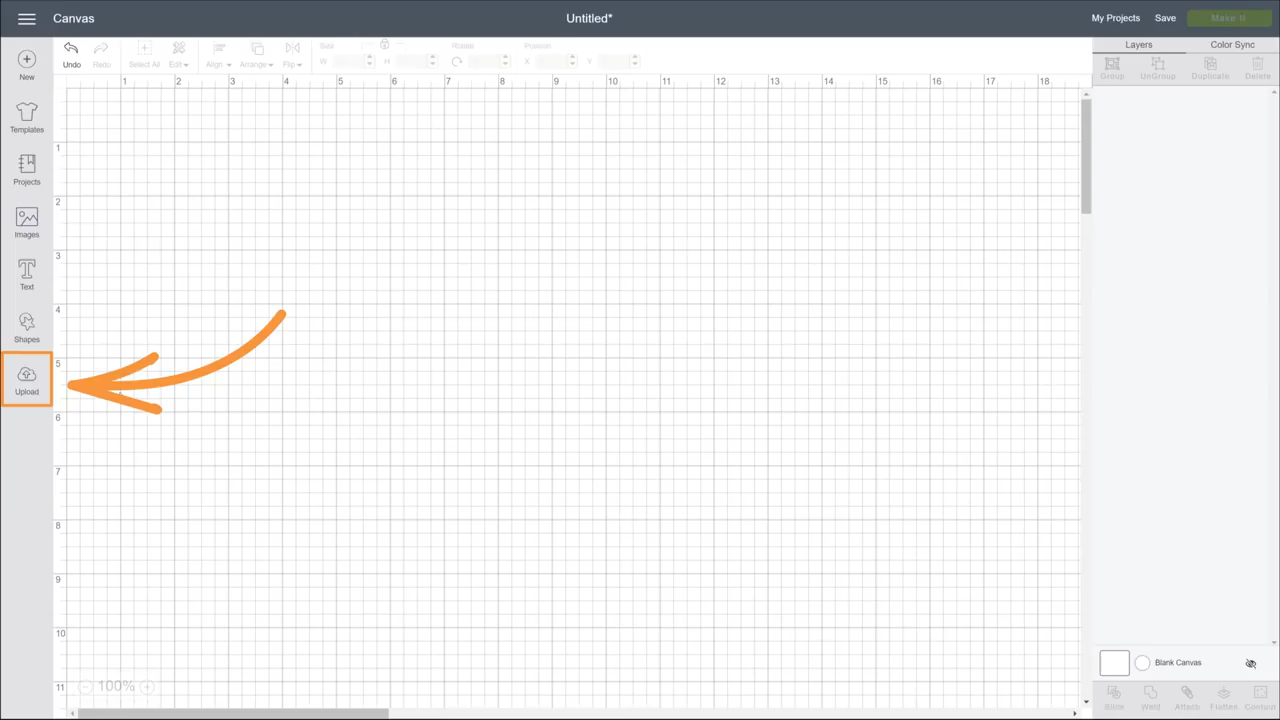 Canvas
Untitled*
My Projects Save Make It
New
Templates
Projects
Images
Text
Shapes
Upload
Undo Redo Select All Edit Align Arrange Flip Size W H Rotate Position X Y
Layers Color Sync
Group UnGroup Duplicate Delete
1 2 3 4 5 6 7 8 9 10 11 12 13 14 15 16 17 18
1
2
3
4
5
6
7
8
9
10
11
100%
Blank Canvas
Slice Weld Attach Flatten Contour